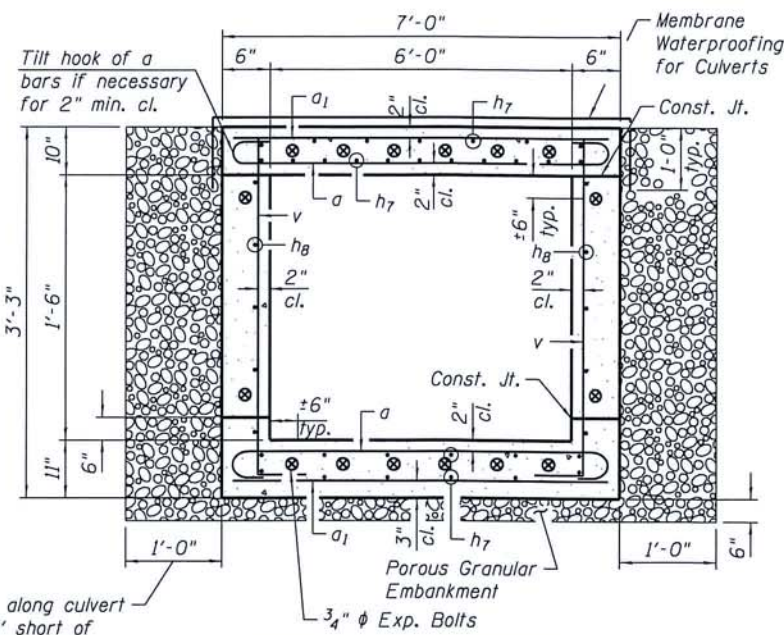 7'-0"
6" 6'-0" 6"
Membrane
Waterproofing
for Culverts
Tilt hook of a
bars if necessary
for 2" min. cl.
a1
2" cl.
h7
Const. Jt.
10"
1'-0" typ.
a
h7
2" cl.
±6" typ.
v
h8
h8
2"
cl.
2"
cl.
3'-3"
1'-6"
v
Const. Jt.
±6"
typ.
a
2" cl.
6"
11"
a1
3" cl.
h7
6"
1'-0"
Porous Granular
Embankment
1'-0"
along culvert
' short of
3/4" ϕ Exp. Bolts